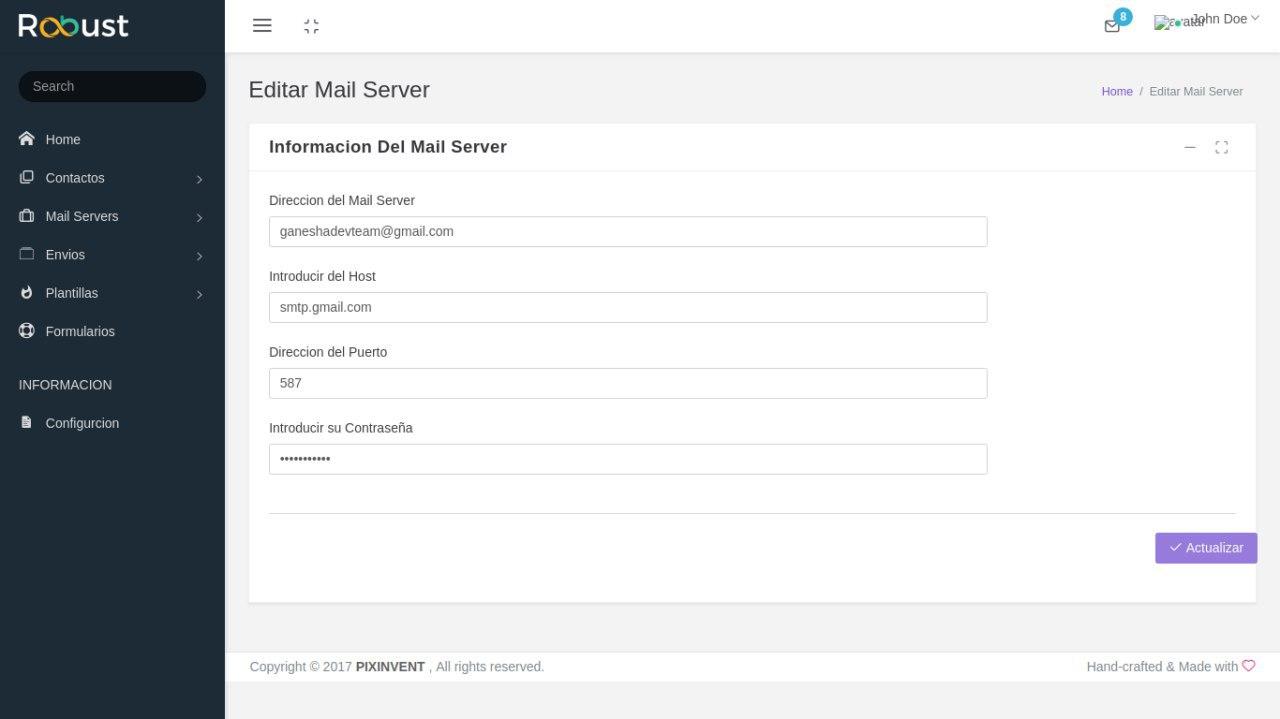 Robust
8
John Doe
Search
Home
Contactos
Mail Servers
Envios
Plantillas
Formularios
INFORMACION
Configurcion
Editar Mail Server
Home / Editar Mail Server
Informacion Del Mail Server
Direccion del Mail Server
ganeshadevteam@gmail.com
Introducir del Host
smtp.gmail.com
Direccion del Puerto
587
Introducir su Contraseña
•••••••••••
Actualizar
Copyright © 2017 PIXINVENT , All rights reserved.
Hand-crafted & Made with